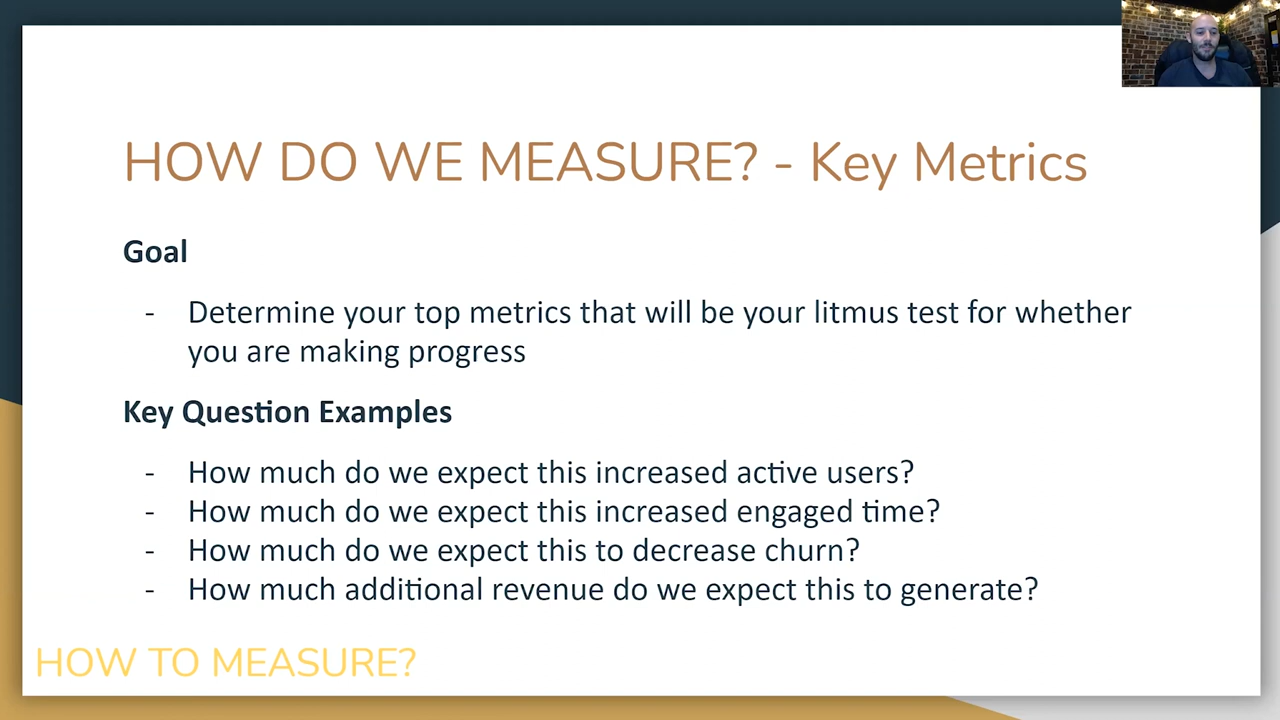 HOW DO WE MEASURE? - Key Metrics
Goal
- Determine your top metrics that will be your litmus test for whether
you are making progress
Key Question Examples
- How much do we expect this increased active users?
- How much do we expect this increased engaged time?
- How much do we expect this to decrease churn?
- How much additional revenue do we expect this to generate?
HOW TO MEASURE?